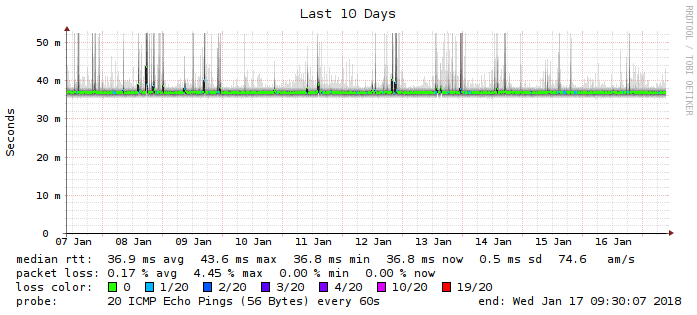 Last 10 Days
RRDTOOL / TOBI OETIKER
Seconds
50 m
40 m
30 m
20 m
10 m
0
07 Jan 08 Jan 09 Jan 10 Jan 11 Jan 12 Jan 13 Jan 14 Jan 15 Jan 16 Jan
median rtt: 36.9 ms avg 43.6 ms max 36.8 ms min 36.8 ms now 0.5 ms sd 74.6 am/s
packet loss: 0.17 % avg 4.45 % max 0.00 % min 0.00 % now
loss color: 0 1/20 2/20 3/20 4/20 10/20 19/20
probe: 20 ICMP Echo Pings (56 Bytes) every 60s end: Wed Jan 17 09:30:07 2018